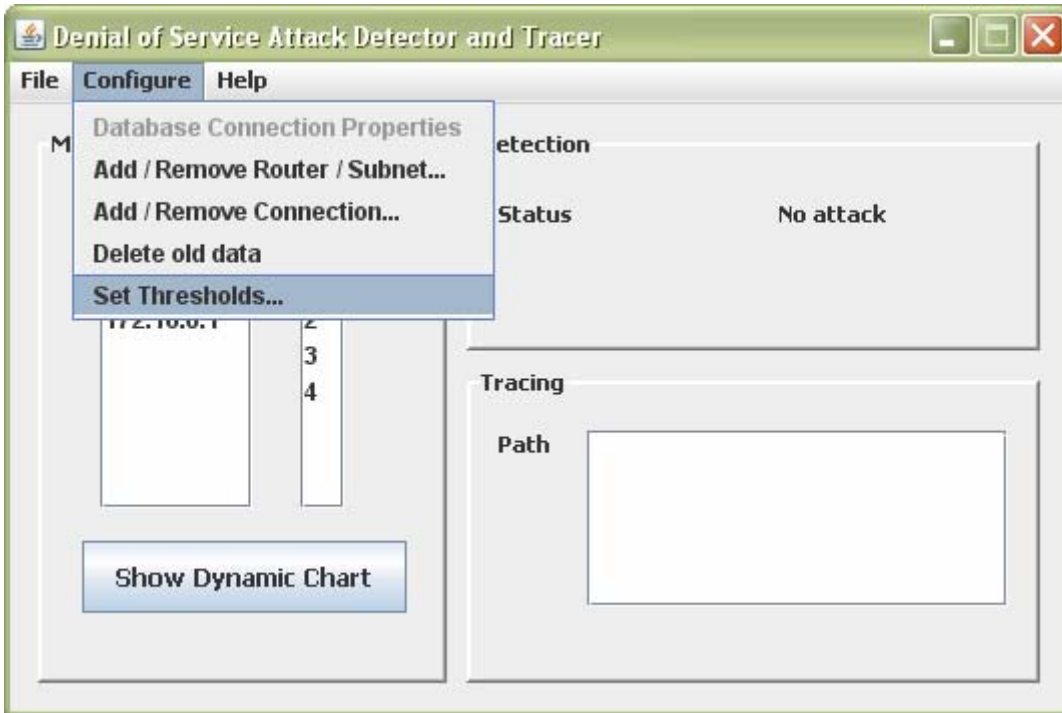 Denial of Service Attack Detector and Tracer
File Configure Help
Database Connection Properties
Add / Remove Router / Subnet...
Add / Remove Connection...
Delete old data
Set Thresholds...
M
etection
Status No attack
2
3
4
Tracing
Path
Show Dynamic Chart